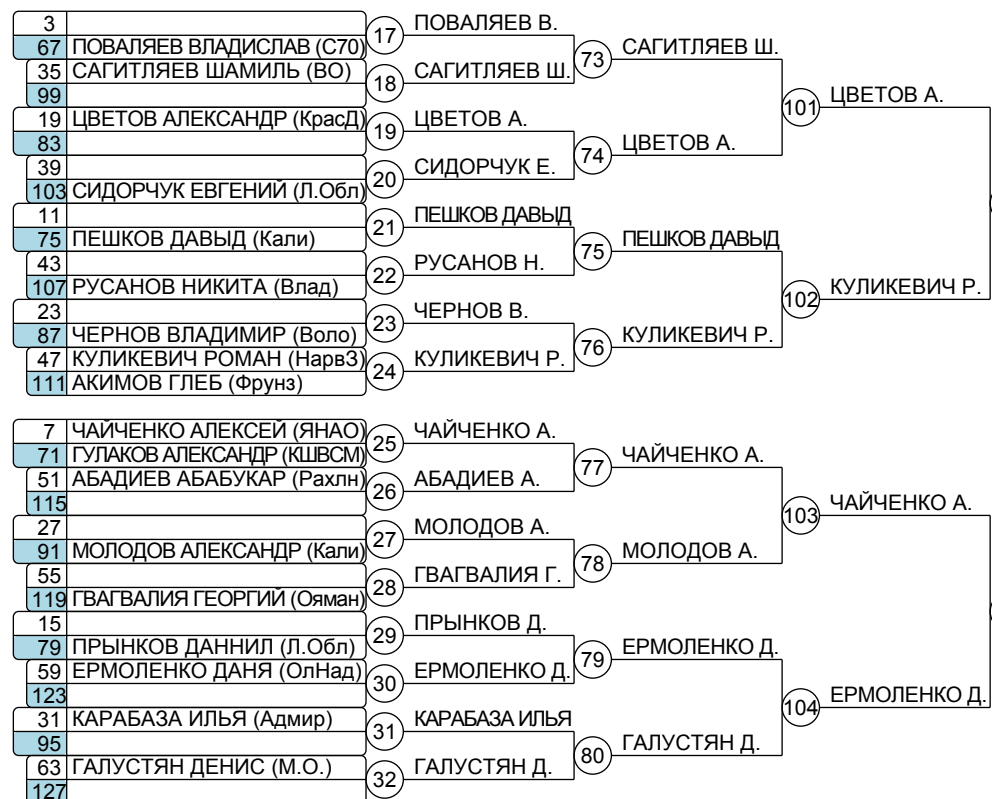 3
17 ПОВАЛЯЕВ В.
67 ПОВАЛЯЕВ ВЛАДИСЛАВ (С70)
73 САГИТЛЯЕВ Ш.
35 САГИТЛЯЕВ ШАМИЛЬ (ВО)
18 САГИТЛЯЕВ Ш.
99
101 ЦВЕТОВ А.
19 ЦВЕТОВ АЛЕКСАНДР (КрасД)
19 ЦВЕТОВ А.
83
74 ЦВЕТОВ А.
39
20 СИДОРЧУК Е.
103 СИДОРЧУК ЕВГЕНИЙ (Л.Обл)
11
21 ПЕШКОВ ДАВЫД
75 ПЕШКОВ ДАВЫД (Кали)
75 ПЕШКОВ ДАВЫД
43
22 РУСАНОВ Н.
107 РУСАНОВ НИКИТА (Влад)
102 КУЛИКЕВИЧ Р.
23
23 ЧЕРНОВ В.
87 ЧЕРНОВ ВЛАДИМИР (Воло)
76 КУЛИКЕВИЧ Р.
47 КУЛИКЕВИЧ РОМАН (НарвЗ)
24 КУЛИКЕВИЧ Р.
111 АКИМОВ ГЛЕБ (Фрунз)
7 ЧАЙЧЕНКО АЛЕКСЕЙ (ЯНАО)
25 ЧАЙЧЕНКО А.
71 ГУЛАКОВ АЛЕКСАНДР (КШВСМ)
77 ЧАЙЧЕНКО А.
51 АБАДИЕВ АБАБУКАР (Рахлн)
26 АБАДИЕВ А.
115
103 ЧАЙЧЕНКО А.
27
27 МОЛОДОВ А.
91 МОЛОДОВ АЛЕКСАНДР (Кали)
78 МОЛОДОВ А.
55
28 ГВАГВАЛИЯ Г.
119 ГВАГВАЛИЯ ГЕОРГИЙ (Ояман)
15
29 ПРЫНКОВ Д.
79 ПРЫНКОВ ДАННИЛ (Л.Обл)
79 ЕРМОЛЕНКО Д.
59 ЕРМОЛЕНКО ДАНЯ (ОлНад)
30 ЕРМОЛЕНКО Д.
123
104 ЕРМОЛЕНКО Д.
31 КАРАБАЗА ИЛЬЯ (Адмир)
31 КАРАБАЗА ИЛЬЯ
95
80 ГАЛУСТЯН Д.
63 ГАЛУСТЯН ДЕНИС (М.О.)
32 ГАЛУСТЯН Д.
127